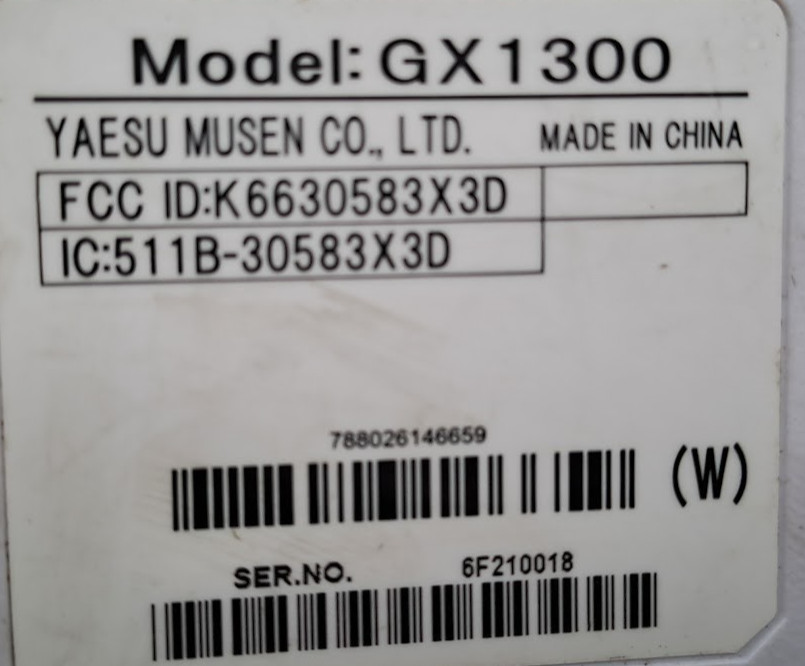 Model: GX1300
YAESU MUSEN CO., LTD. MADE IN CHINA
FCC ID:K6630583X3D
IC:511B-30583X3D
788026146659
(W)
SER.NO. 6F210018